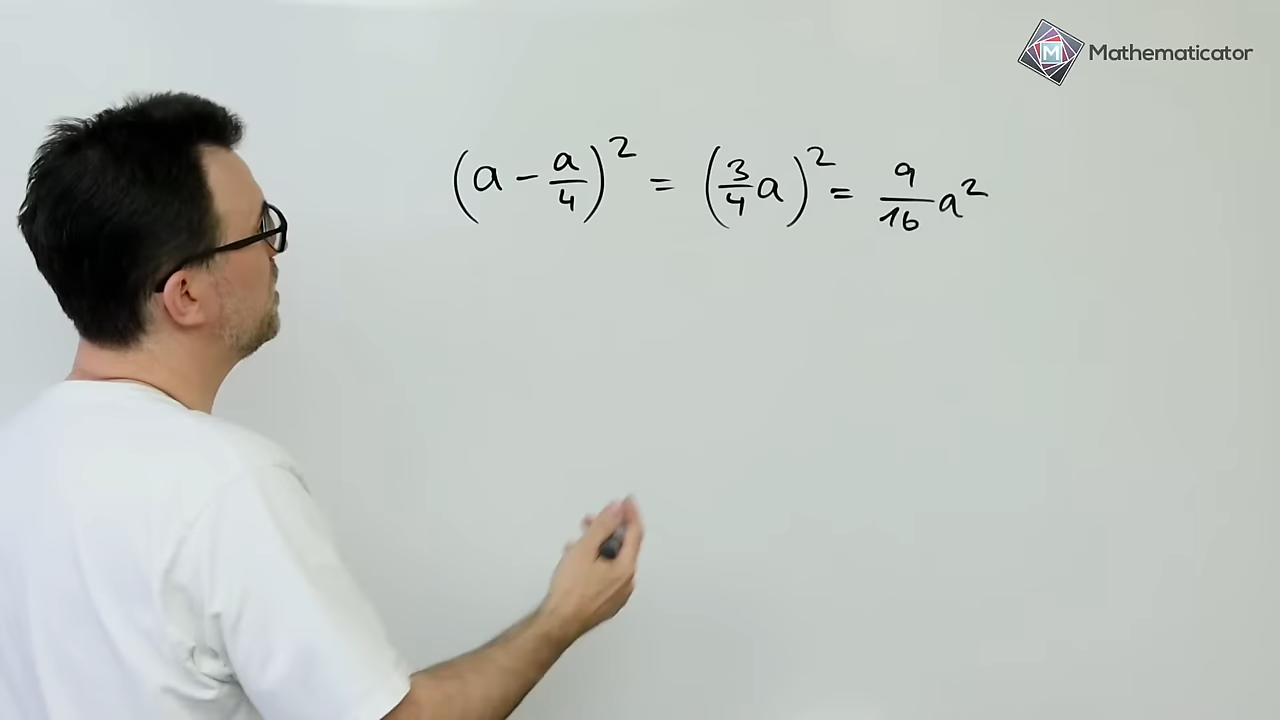 M Mathematicator
(a - a/4)² = (3/4 a)² = 9/16 a²